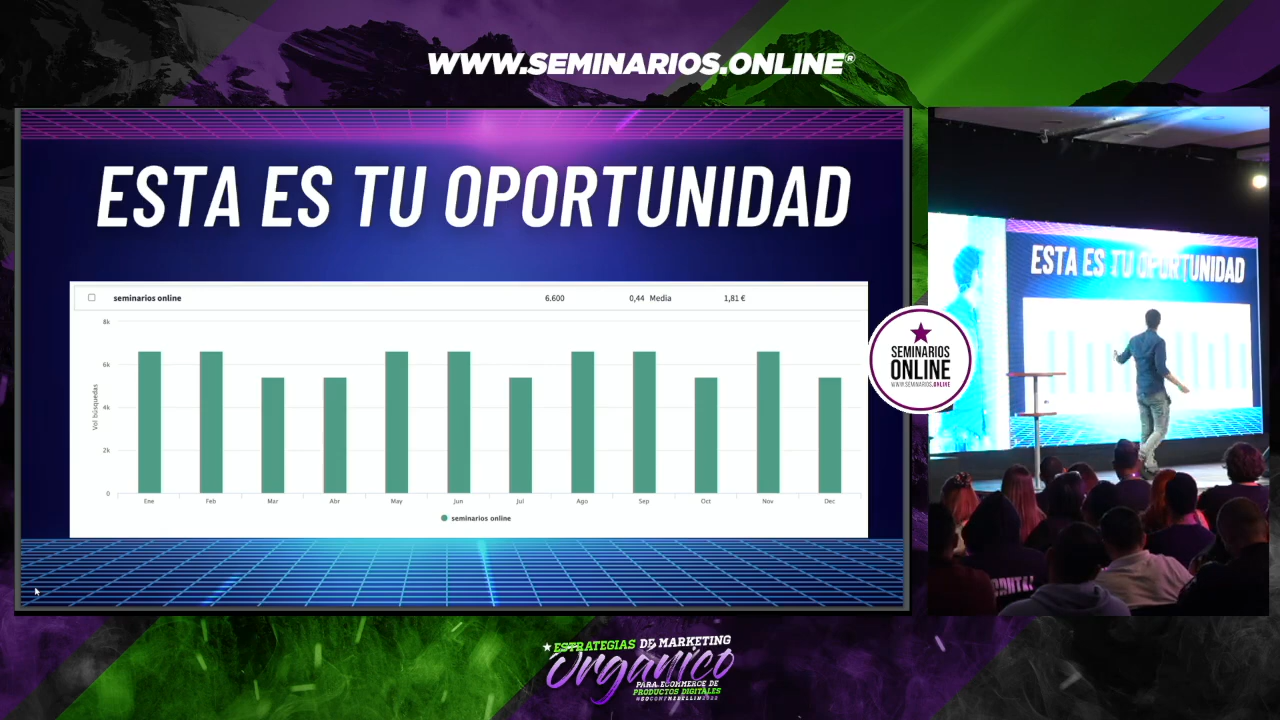 WWW.SEMINARIOS.ONLINE®
ESTA ES TU OPORTUNIDAD
seminarios online 6.600 0,44 Media 1,81 €
8k
6k
4k
2k
0
Vol búsquedas
Ene Feb Mar Abr May Jun Jul Ago Sep Oct Nov Dec
seminarios online
ESTA ES TU OPORTUNIDAD
SEMINARIOS
ONLINE
WWW.SEMINARIOS.ONLINE
ESTRATEGIAS DE MARKETING
Orgánico
PARA ECOMMERCE DE
PRODUCTOS DIGITALES